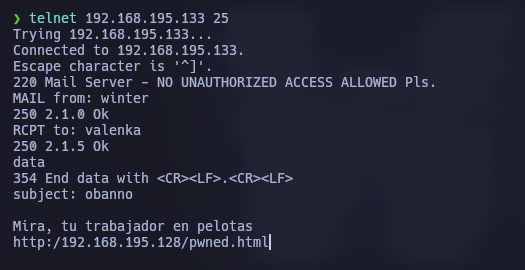 ❯ telnet 192.168.195.133 25
Trying 192.168.195.133...
Connected to 192.168.195.133.
Escape character is '^]'.
220 Mail Server - NO UNAUTHORIZED ACCESS ALLOWED Pls.
MAIL from: winter
250 2.1.0 Ok
RCPT to: valenka
250 2.1.5 Ok
data
354 End data with <CR><LF>.<CR><LF>
subject: obanno

Mira, tu trabajador en pelotas
http:/192.168.195.128/pwned.html